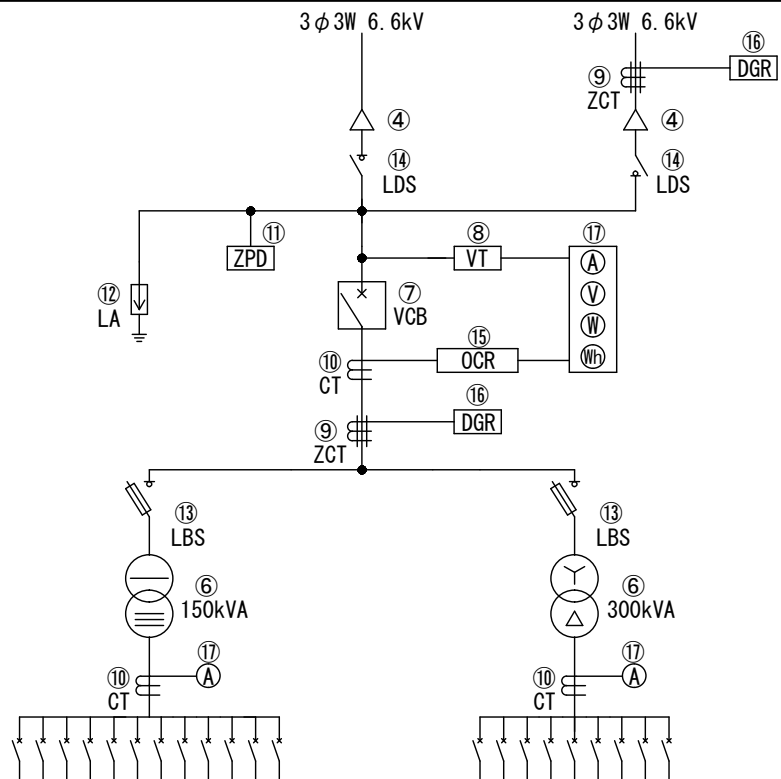 3φ3W 6.6kV
3φ3W 6.6kV
⑯
DGR
⑨
ZCT
④
④
⑭
LDS
⑭
LDS
⑪
ZPD
⑧
VT
⑰
A
V
W
Wh
⑫
LA
⑦
VCB
⑮
OCR
⑩
CT
⑯
DGR
⑨
ZCT
⑬
LBS
⑬
LBS
⑥
150kVA
⑥
300kVA
⑰
A
⑩
CT
⑰
A
⑩
CT